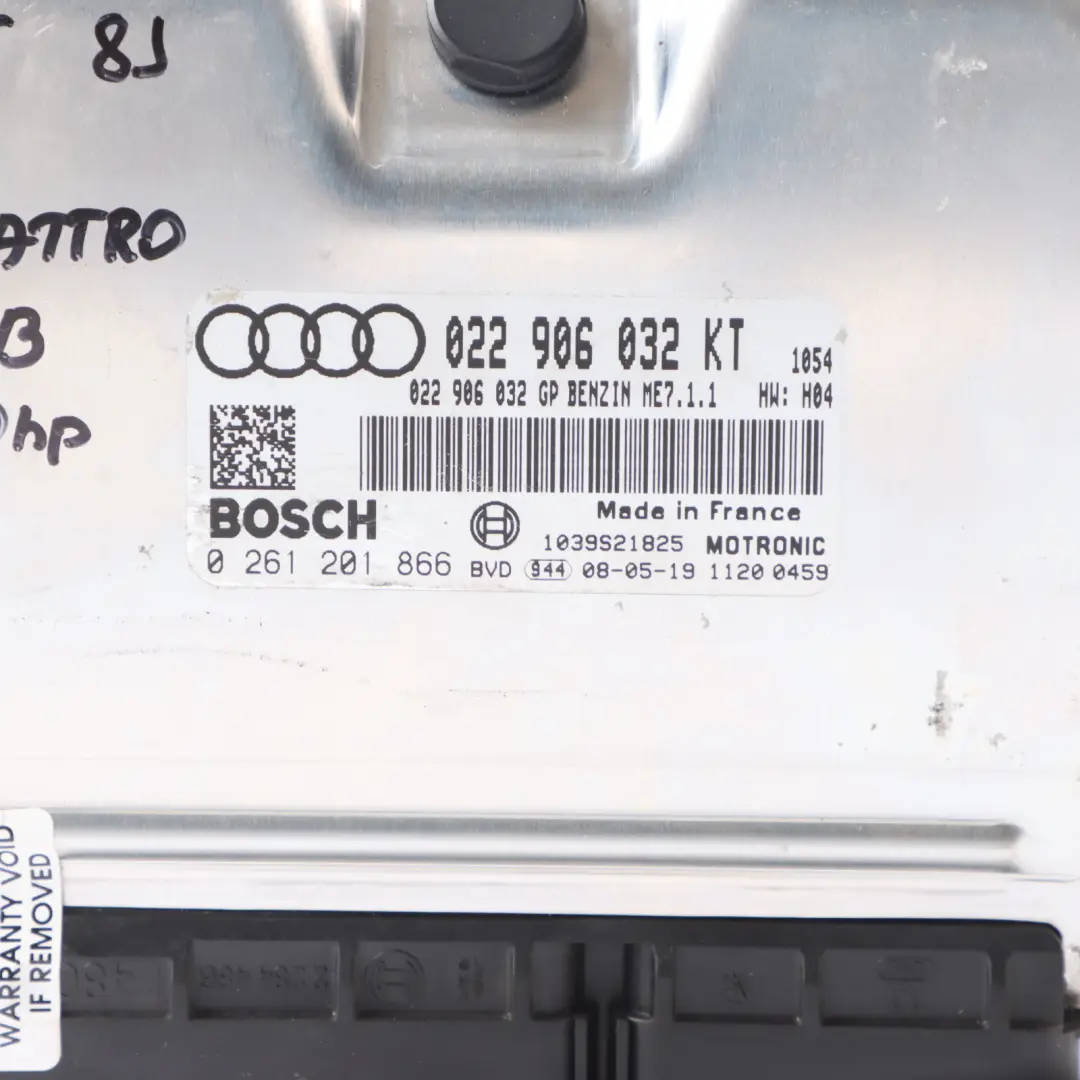 8J
ATTRO
B
hp
022 906 032 KT 1054
022 906 032 GP BENZIN ME7.1.1 HW: H04
BOSCH
Made in France
1039S21825 MOTRONIC
0 261 201 866 BVD 944 08-05-19 1120 0459
WARRANTY VOID
IF REMOVED